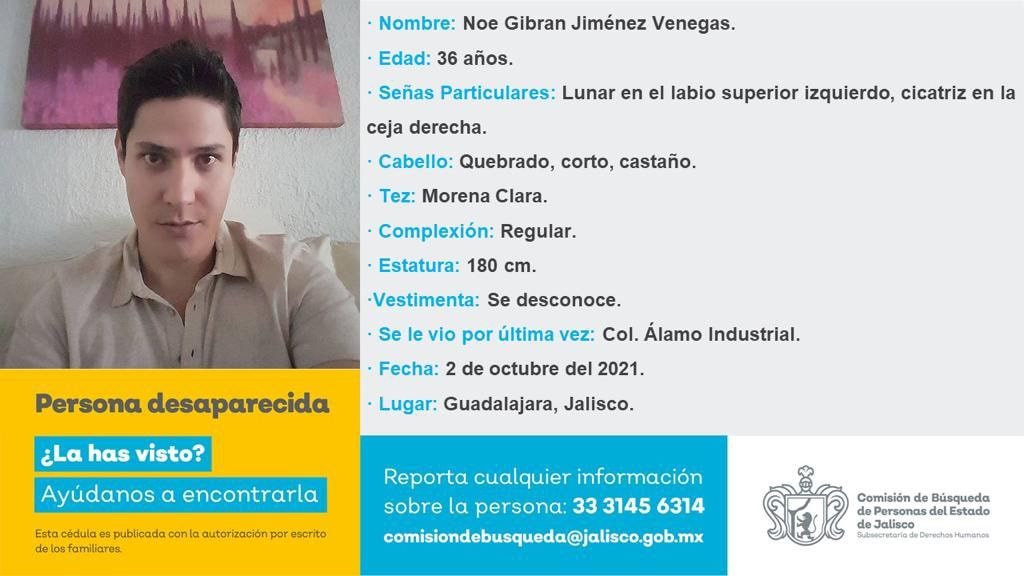 · Nombre: Noe Gibran Jiménez Venegas.
· Edad: 36 años.
· Señas Particulares: Lunar en el labio superior izquierdo, cicatriz en la
ceja derecha.
· Cabello: Quebrado, corto, castaño.
· Tez: Morena Clara.
· Complexión: Regular.
· Estatura: 180 cm.
·Vestimenta: Se desconoce.
· Se le vio por última vez: Col. Álamo Industrial.
· Fecha: 2 de octubre del 2021.
· Lugar: Guadalajara, Jalisco.
Persona desaparecida
¿La has visto?
Ayúdanos a encontrarla
Esta cédula es publicada con la autorización por escrito
de los familiares.
Reporta cualquier información
sobre la persona: 33 3145 6314
comisiondebusqueda@jalisco.gob.mx
Comisión de Búsqueda
de Personas del Estado
de Jalisco
Subsecretaría de Derechos Humanos